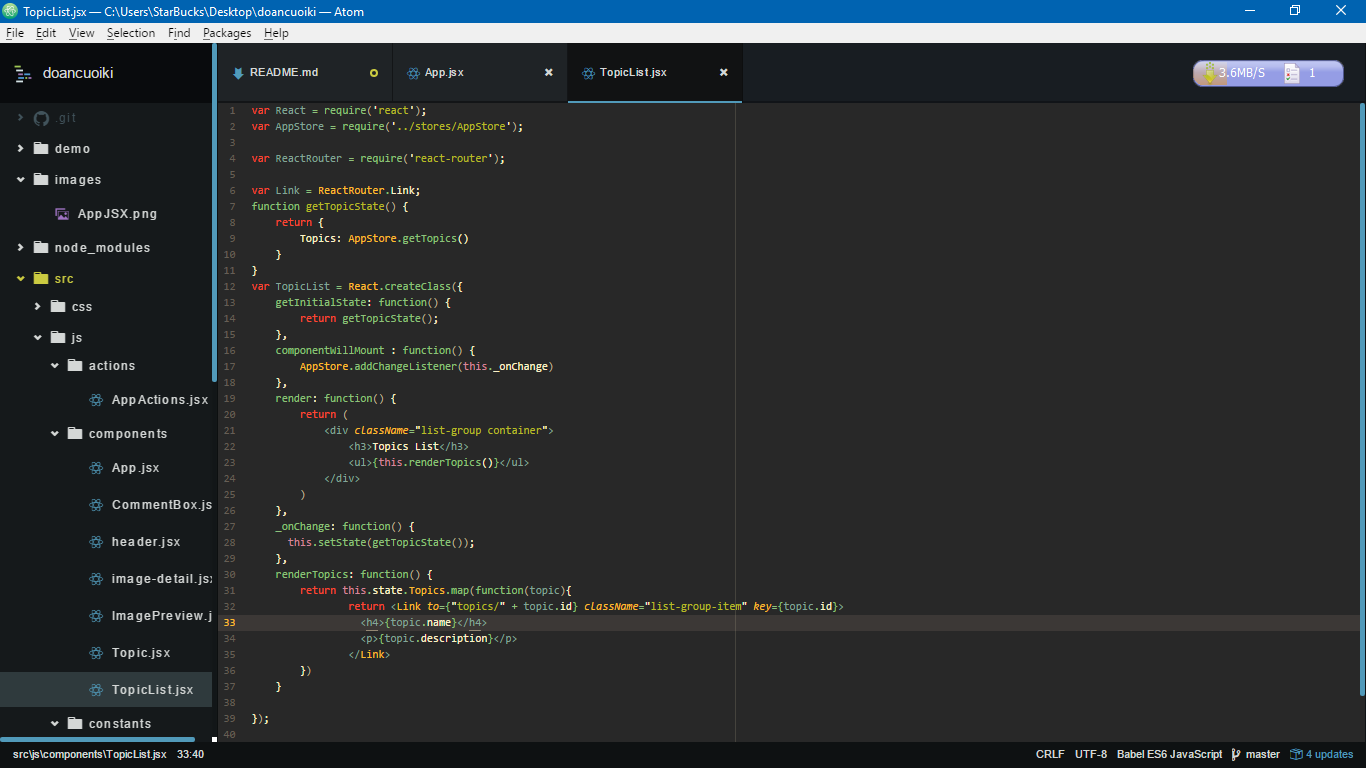 TopicList.jsx — C:\Users\StarBucks\Desktop\doancuoiki — Atom
File Edit View Selection Find Packages Help
doancuoiki
README.md App.jsx TopicList.jsx
3.6MB/S 1
.git
demo
images
AppJSX.png
node_modules
src
css
js
actions
AppActions.jsx
components
App.jsx
CommentBox.js
header.jsx
image-detail.js
ImagePreview.j
Topic.jsx
TopicList.jsx
constants
1 var React = require('react');
2 var AppStore = require('../stores/AppStore');
3
4 var ReactRouter = require('react-router');
5
6 var Link = ReactRouter.Link;
7 function getTopicState() {
8     return {
9         Topics: AppStore.getTopics()
10     }
11 }
12 var TopicList = React.createClass({
13     getInitialState: function() {
14         return getTopicState();
15     },
16     componentWillMount : function() {
17         AppStore.addChangeListener(this._onChange)
18     },
19     render: function() {
20         return (
21             <div className="list-group container">
22                 <h3>Topics List</h3>
23                 <ul>{this.renderTopics()}</ul>
24             </div>
25         )
26     },
27     _onChange: function() {
28       this.setState(getTopicState());
29     },
30     renderTopics: function() {
31         return this.state.Topics.map(function(topic){
32                 return <Link to={"topics/" + topic.id} className="list-group-item" key={topic.id}>
33                   <h4>{topic.name}</h4>
34                   <p>{topic.description}</p>
35                 </Link>
36         })
37     }
38
39 });
40
src\js\components\TopicList.jsx 33:40 CRLF UTF-8 Babel ES6 JavaScript master 4 updates